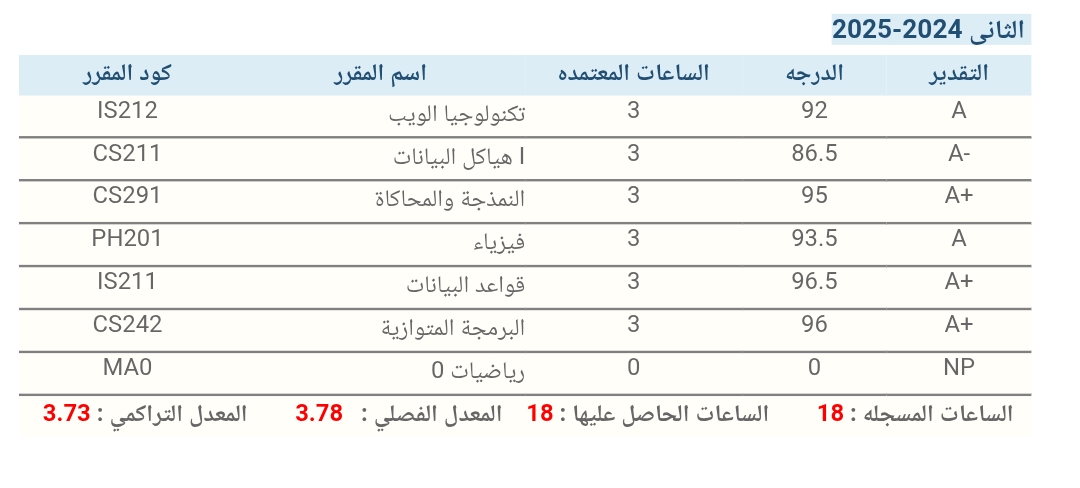 الثانى 2024-2025
التقدير الدرجه الساعات المعتمده اسم المقرر كود المقرر
A 92 3 تكنولوجيا الويب IS212
A- 86.5 3 هياكل البيانات I CS211
A+ 95 3 النمذجة والمحاكاة CS291
A 93.5 3 فيزياء PH201
A+ 96.5 3 قواعد البيانات IS211
A+ 96 3 البرمجة المتوازية CS242
NP 0 0 رياضيات 0 MA0
الساعات المسجله : 18 الساعات الحاصل عليها : 18 المعدل الفصلي : 3.78 المعدل التراكمي : 3.73